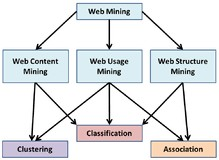 Web Mining
Web Content
Mining
Web Usage
Mining
Web Structure
Mining
Classification
Clustering
Association